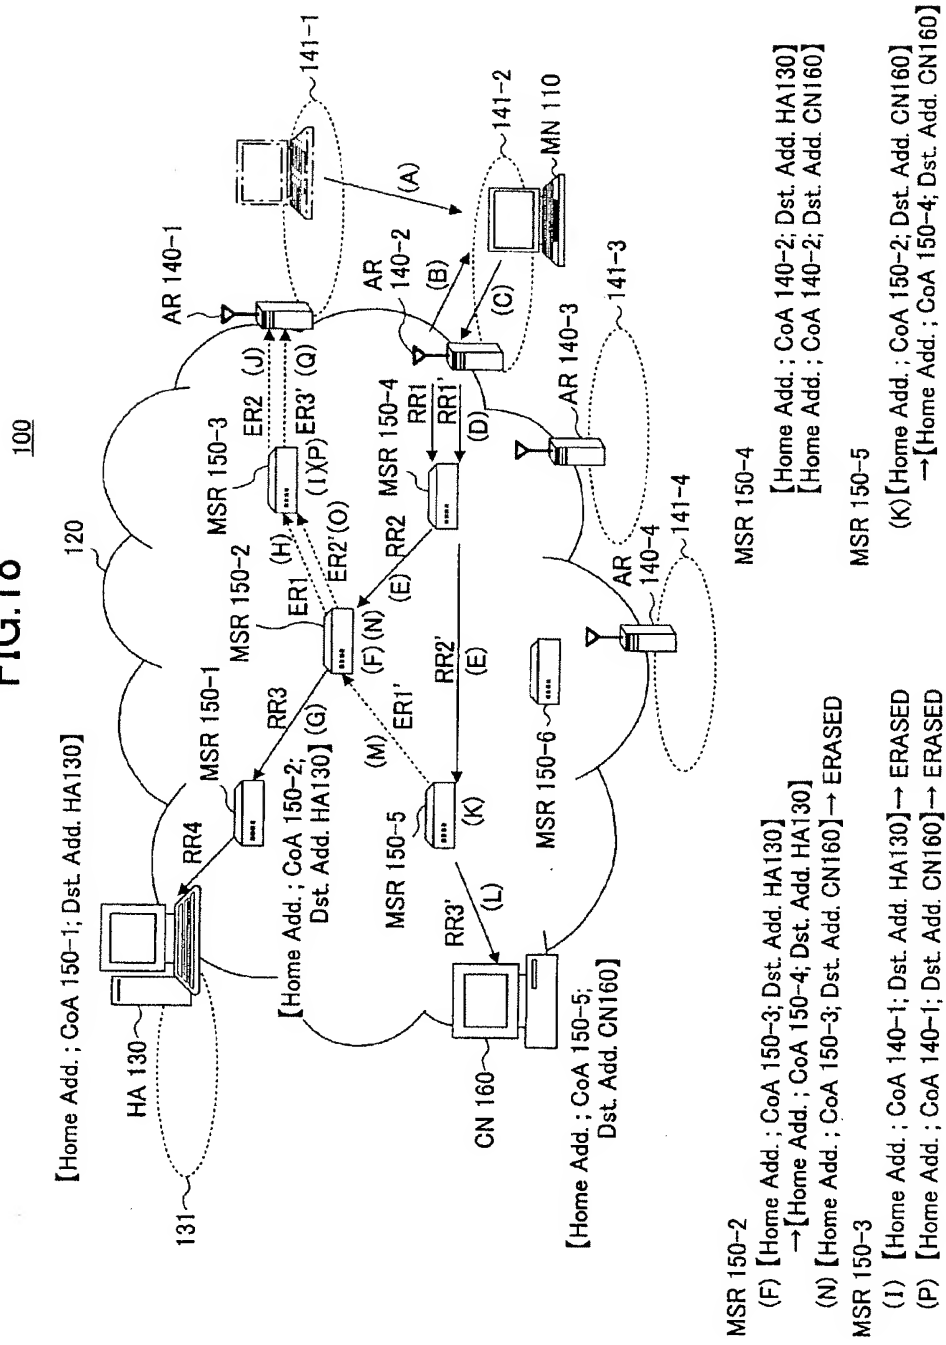 FIG.18
100
[Home Add. ; CoA 150-1; Dst. Add. HA130]
120
HA 130
131
RR4
MSR 150-1
RR3
(G)
[Home Add. ; CoA 150-2;
Dst. Add. HA130]
MSR 150-2
(F) (N)
ER1
(H)
ER2'(O)
MSR 150-3
(I)(P)
ER2
(J)
ER3'
(Q)
AR 140-1
141-1
(A)
AR
140-2
(B)
(C)
141-2
MN 110
MSR 150-4
RR1
RR1'
(D)
RR2
(E)
RR2'
(E)
ER1'
(M)
MSR 150-5
(K)
RR3'
(L)
CN 160
[Home Add. ; CoA 150-5;
Dst. Add. CN160]
MSR 150-6
AR 140-3
141-3
AR
140-4
141-4
MSR 150-2
(F) [Home Add. ; CoA 150-3; Dst. Add. HA130]
→[Home Add. ; CoA 150-4; Dst. Add. HA130]
(N) [Home Add. ; CoA 150-3; Dst. Add. CN160]→ ERASED
MSR 150-3
(I) [Home Add. ; CoA 140-1; Dst. Add. HA130]→ ERASED
(P) [Home Add. ; CoA 140-1; Dst. Add. CN160]→ ERASED
MSR 150-4
[Home Add. ; CoA 140-2; Dst. Add. HA130]
[Home Add. ; CoA 140-2; Dst. Add. CN160]
MSR 150-5
(K) [Home Add. ; CoA 150-2; Dst. Add. CN160]
→[Home Add. ; CoA 150-4; Dst. Add. CN160]